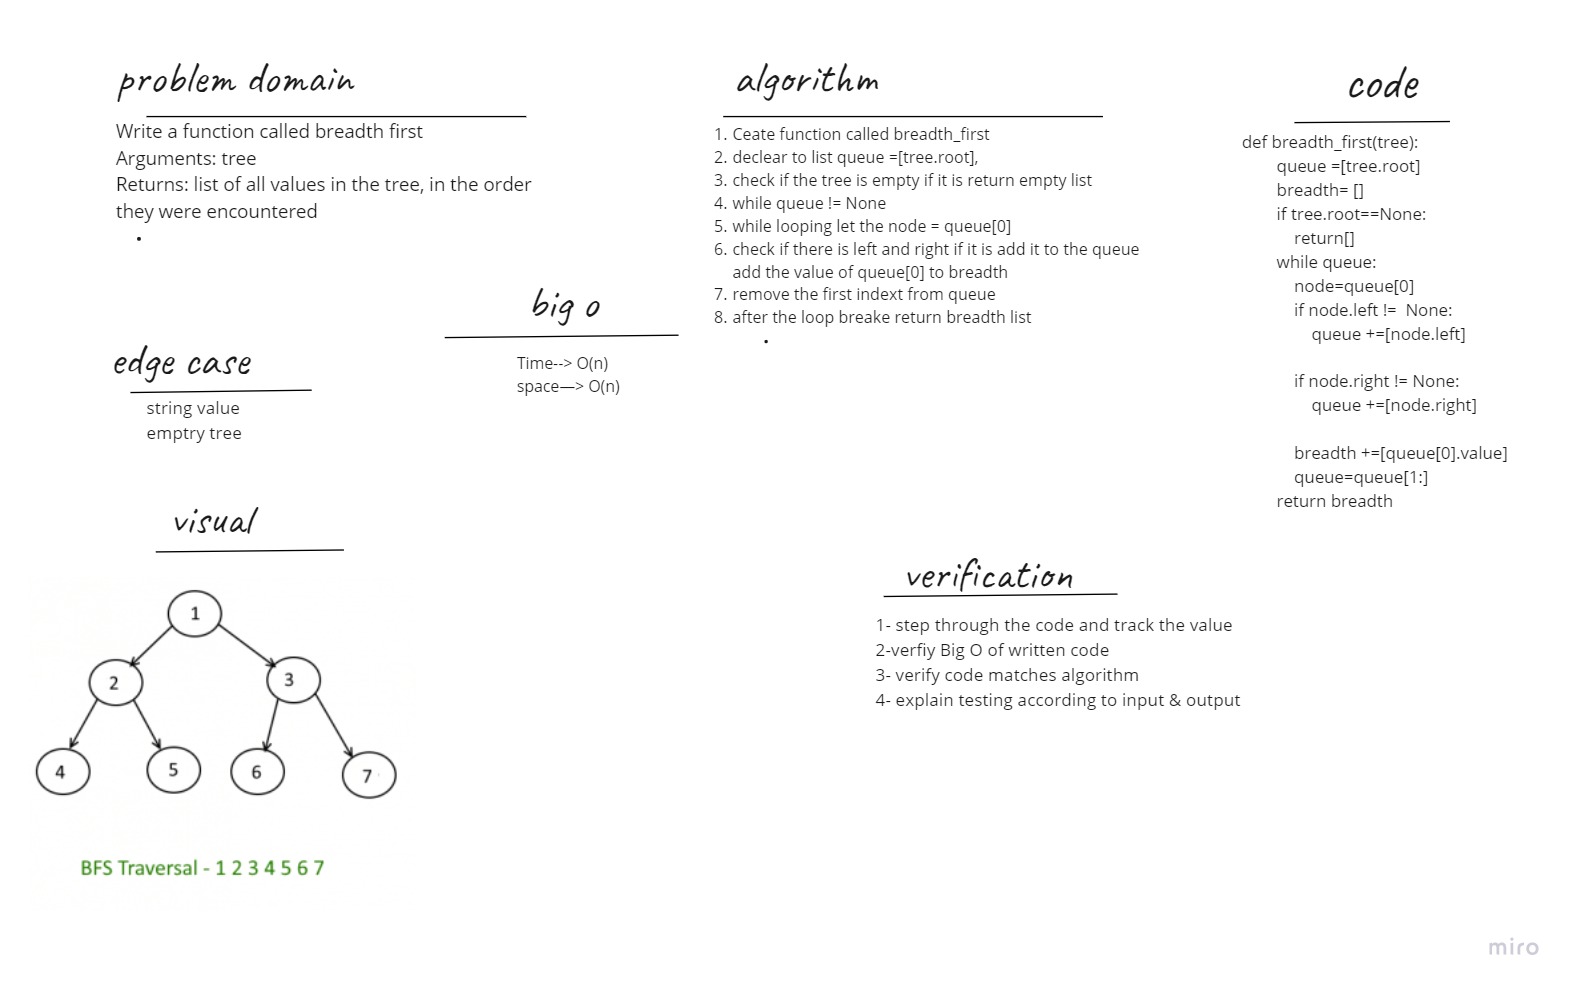 problem domain
Write a function called breadth first
Arguments: tree
Returns: list of all values in the tree, in the order
they were encountered
edge case
string value
emptry tree
big o
Time--> O(n)
space—> O(n)
visual
1
2
3
4
5
6
7
BFS Traversal - 1 2 3 4 5 6 7
algorithm
1. Ceate function called breadth_first
2. declear to list queue =[tree.root],
3. check if the tree is empty if it is return empty list
4. while queue != None
5. while looping let the node = queue[0]
6. check if there is left and right if it is add it to the queue
add the value of queue[0] to breadth
7. remove the first indext from queue
8. after the loop breake return breadth list
code
def breadth_first(tree):
queue =[tree.root]
breadth= []
if tree.root==None:
return[]
while queue:
node=queue[0]
if node.left !=  None:
queue +=[node.left]
if node.right != None:
queue +=[node.right]
breadth +=[queue[0].value]
queue=queue[1:]
return breadth
verification
1- step through the code and track the value
2-verfiy Big O of written code
3- verify code matches algorithm
4- explain testing according to input & output
miro